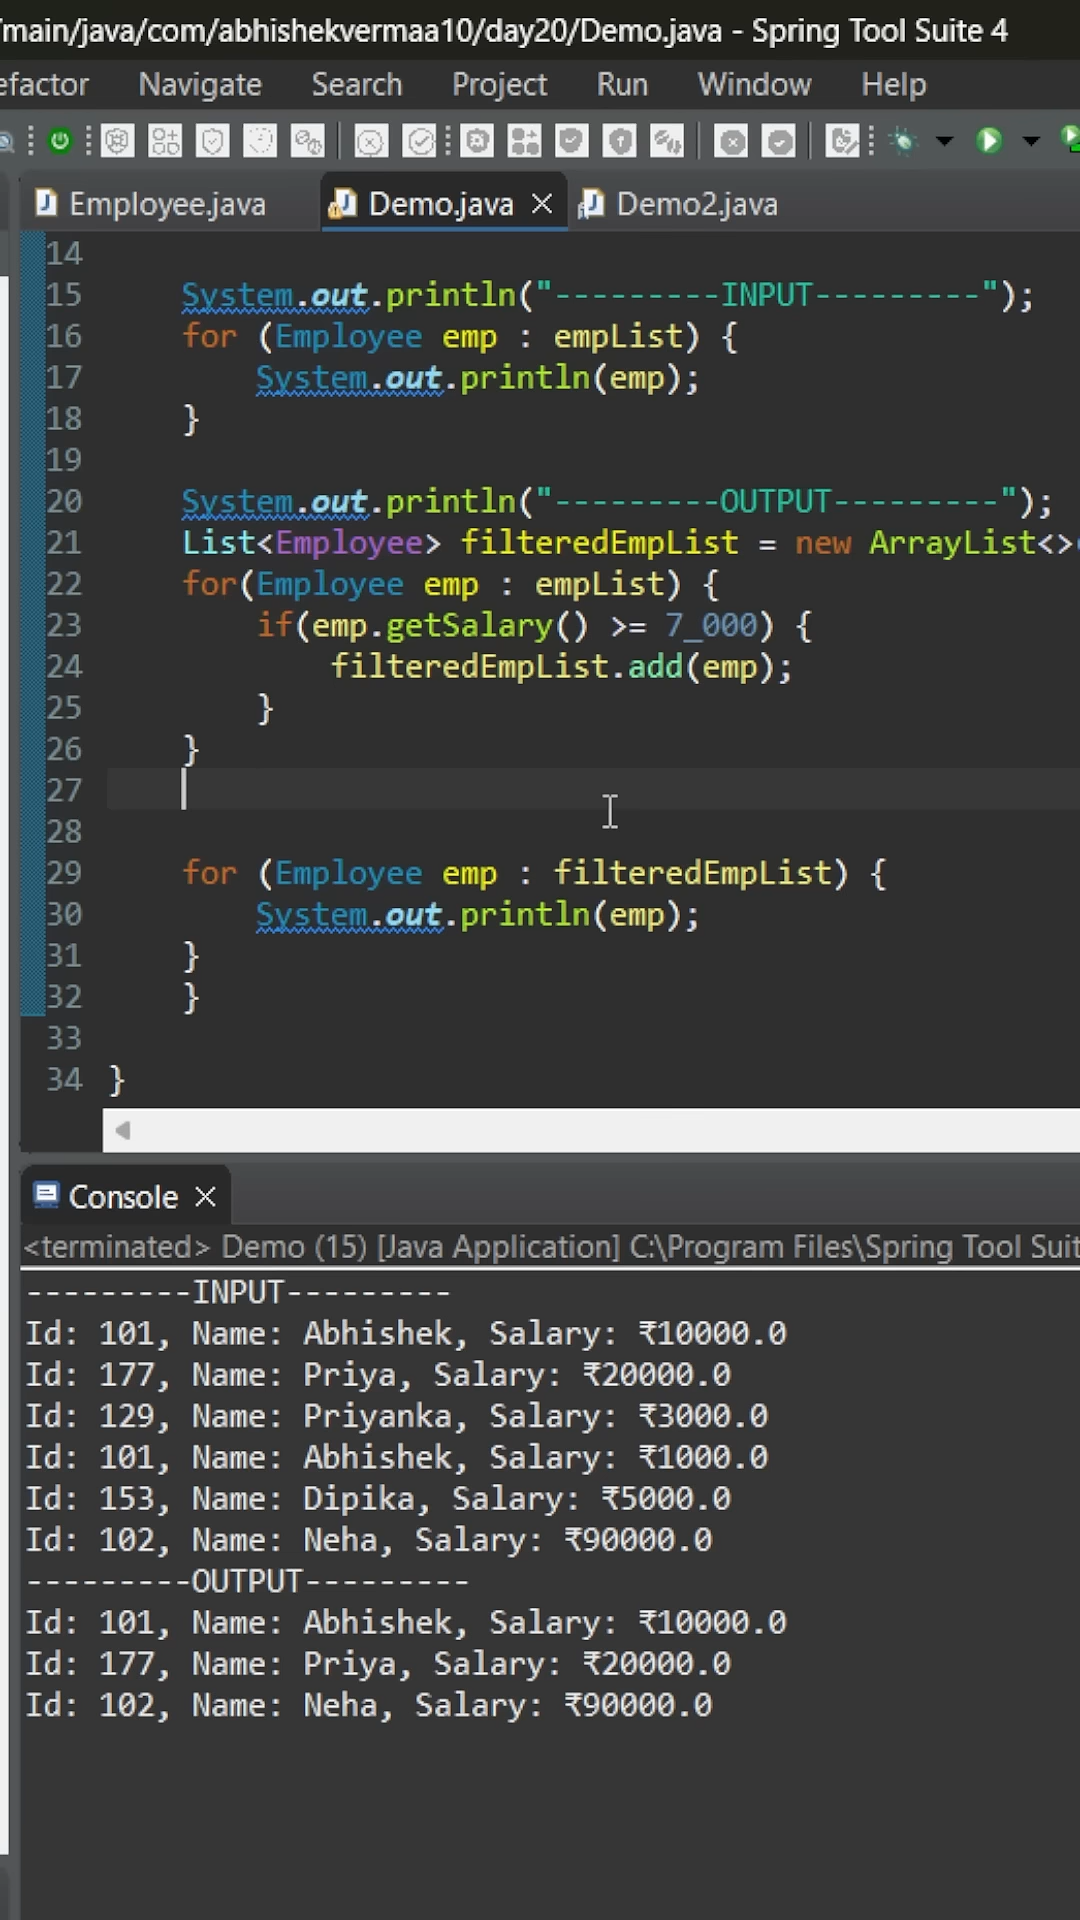 /main/java/com/abhishekvermaa10/day20/Demo.java - Spring Tool Suite 4
efactor Navigate Search Project Run Window Help
Employee.java Demo.java Demo2.java
14
15 System.out.println("---------INPUT---------");
16 for (Employee emp : empList) {
17 System.out.println(emp);
18 }
19
20 System.out.println("---------OUTPUT---------");
21 List<Employee> filteredEmpList = new ArrayList<>
22 for(Employee emp : empList) {
23 if(emp.getSalary() >= 7_000) {
24 filteredEmpList.add(emp);
25 }
26 }
27
28
29 for (Employee emp : filteredEmpList) {
30 System.out.println(emp);
31 }
32 }
33
34 }
Console
<terminated> Demo (15) [Java Application] C:\Program Files\Spring Tool Suit
---------INPUT---------
Id: 101, Name: Abhishek, Salary: ₹10000.0
Id: 177, Name: Priya, Salary: ₹20000.0
Id: 129, Name: Priyanka, Salary: ₹3000.0
Id: 101, Name: Abhishek, Salary: ₹1000.0
Id: 153, Name: Dipika, Salary: ₹5000.0
Id: 102, Name: Neha, Salary: ₹90000.0
---------OUTPUT---------
Id: 101, Name: Abhishek, Salary: ₹10000.0
Id: 177, Name: Priya, Salary: ₹20000.0
Id: 102, Name: Neha, Salary: ₹90000.0